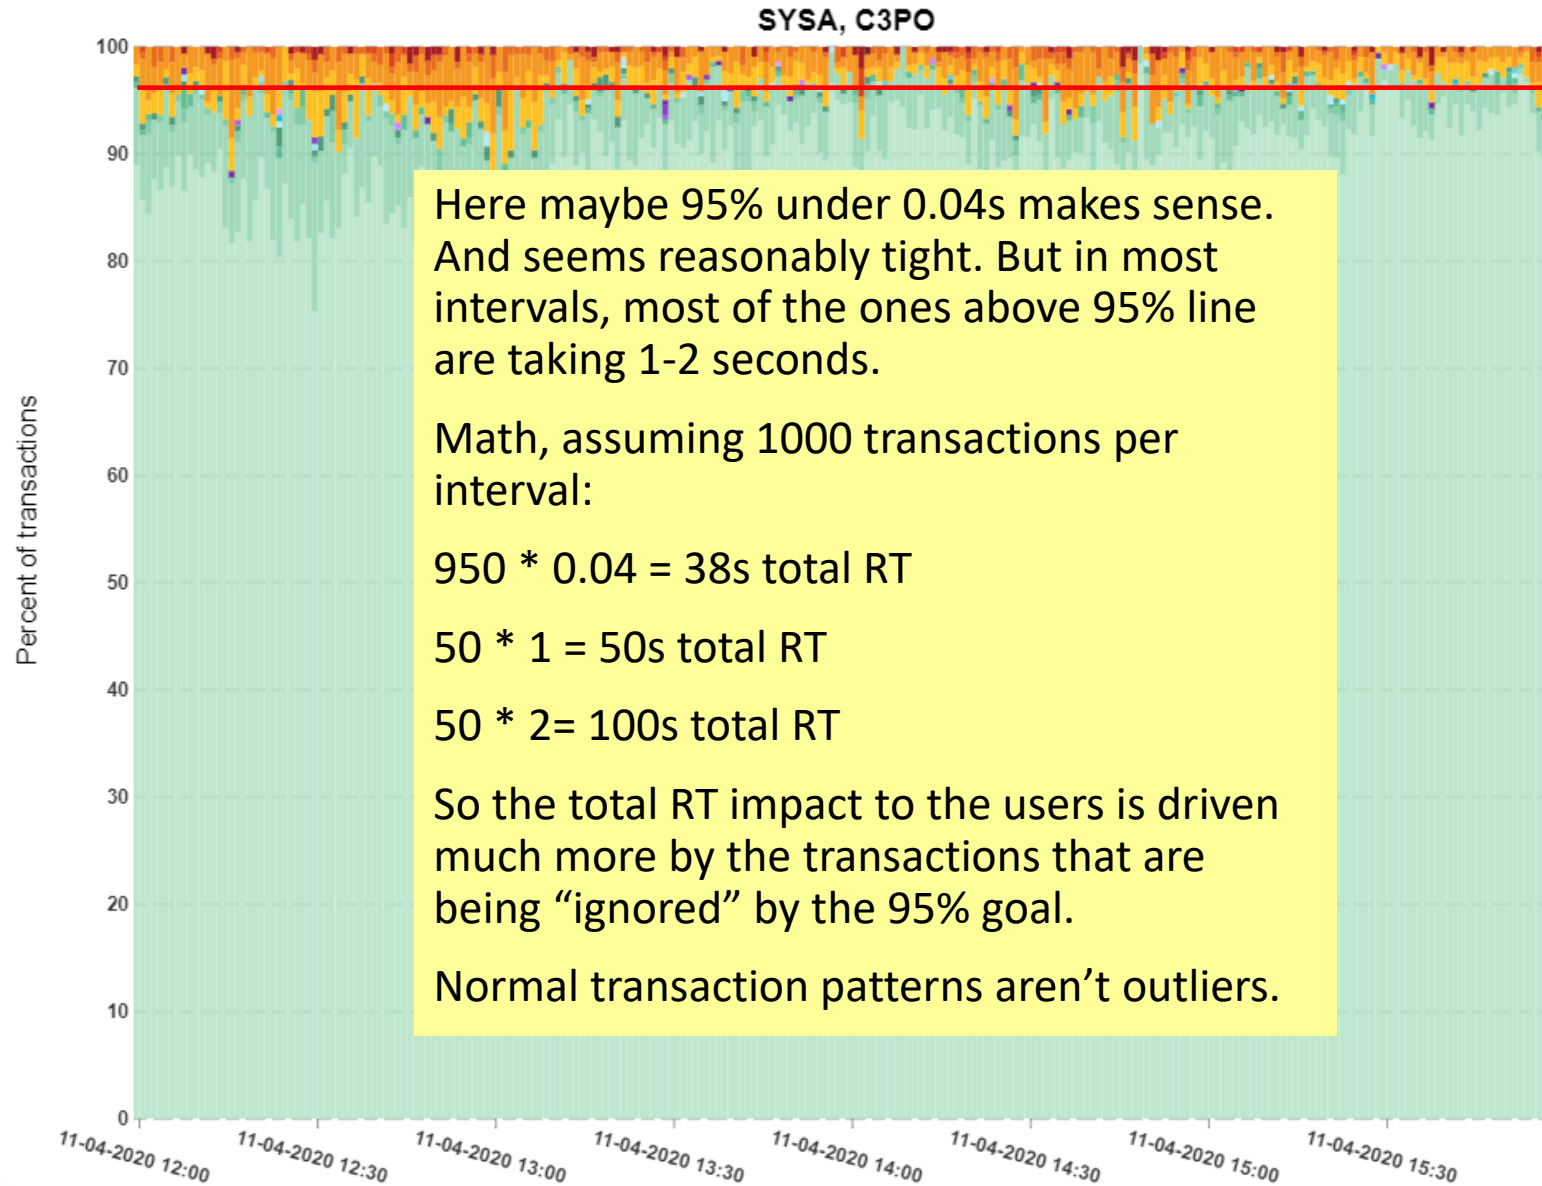 SYSA, C3PO
100
90
80
70
60
50
40
30
20
10
0
Percent of transactions
Here maybe 95% under 0.04s makes sense.
And seems reasonably tight. But in most
intervals, most of the ones above 95% line
are taking 1-2 seconds.
Math, assuming 1000 transactions per
interval:
950 * 0.04 = 38s total RT
50 * 1 = 50s total RT
50 * 2= 100s total RT
So the total RT impact to the users is driven
much more by the transactions that are
being “ignored” by the 95% goal.
Normal transaction patterns aren’t outliers.
11-04-2020 12:00
11-04-2020 12:30
11-04-2020 13:00
11-04-2020 13:30
11-04-2020 14:00
11-04-2020 14:30
11-04-2020 15:00
11-04-2020 15:30